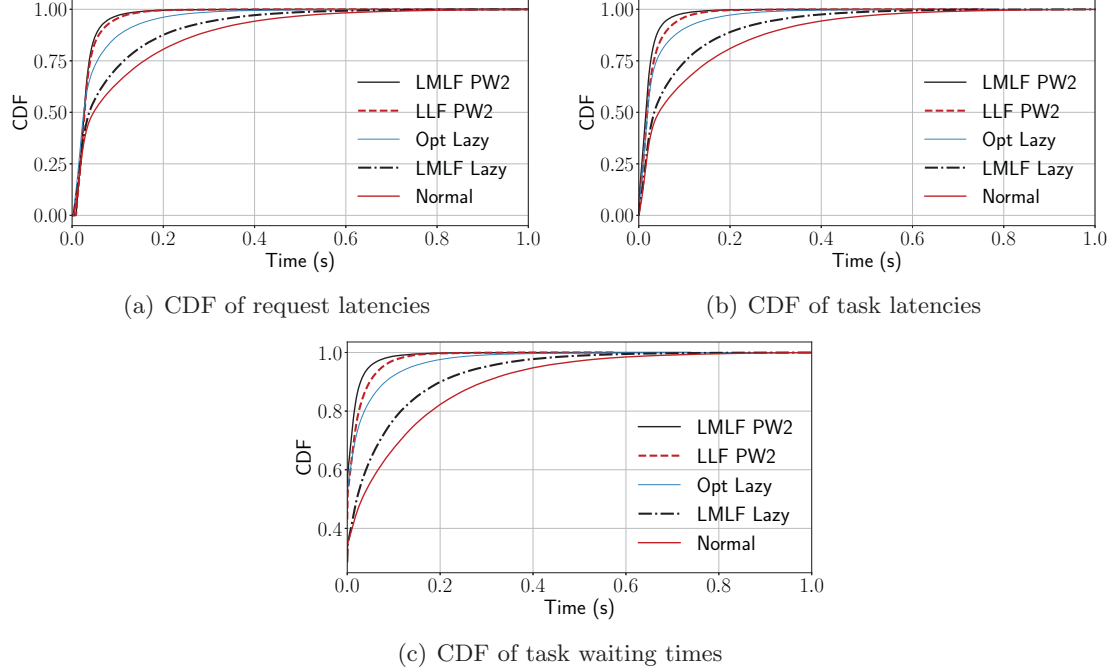 1.00
0.75
0.50
0.25
0.00
CDF
0.0 0.2 0.4 0.6 0.8 1.0
Time (s)
LMLF PW2
LLF PW2
Opt Lazy
LMLF Lazy
Normal
(a) CDF of request latencies
1.00
0.75
0.50
0.25
0.00
CDF
0.0 0.2 0.4 0.6 0.8 1.0
Time (s)
LMLF PW2
LLF PW2
Opt Lazy
LMLF Lazy
Normal
(b) CDF of task latencies
1.0
0.8
0.6
0.4
CDF
0.0 0.2 0.4 0.6 0.8 1.0
Time (s)
LMLF PW2
LLF PW2
Opt Lazy
LMLF Lazy
Normal
(c) CDF of task waiting times